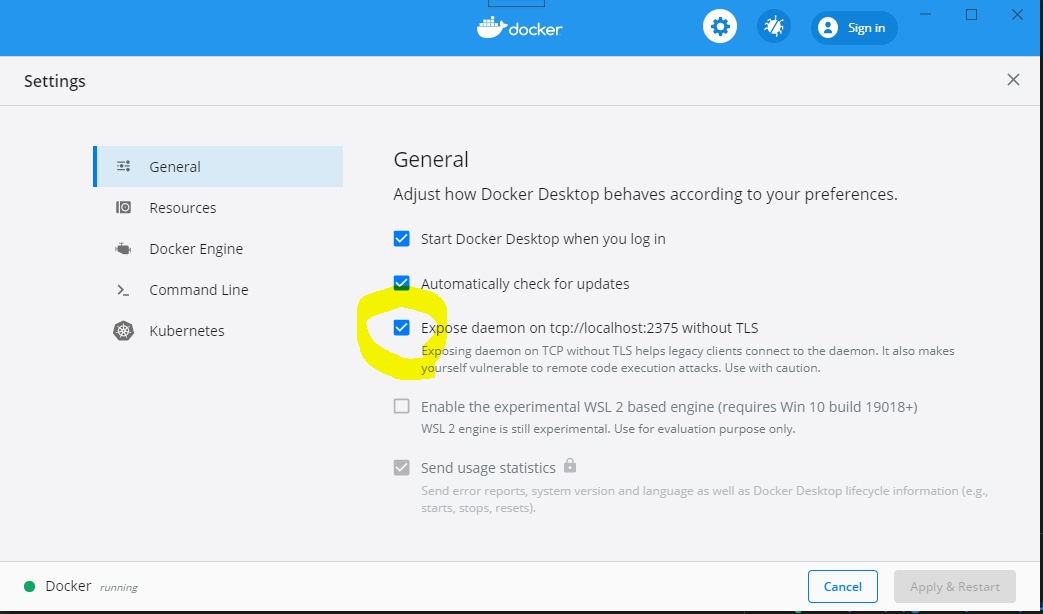 docker
Sign in
Settings
General
Resources
Docker Engine
Command Line
Kubernetes
General
Adjust how Docker Desktop behaves according to your preferences.
Start Docker Desktop when you log in
Automatically check for updates
Expose daemon on tcp://localhost:2375 without TLS
Exposing daemon on TCP without TLS helps legacy clients connect to the daemon. It also makes
yourself vulnerable to remote code execution attacks. Use with caution.
Enable the experimental WSL 2 based engine (requires Win 10 build 19018+)
WSL 2 engine is still experimental. Use for evaluation purpose only.
Send usage statistics
Send error reports, system version and language as well as Docker Desktop lifecycle information (e.g.,
starts, stops, resets).
Docker running
Cancel
Apply & Restart